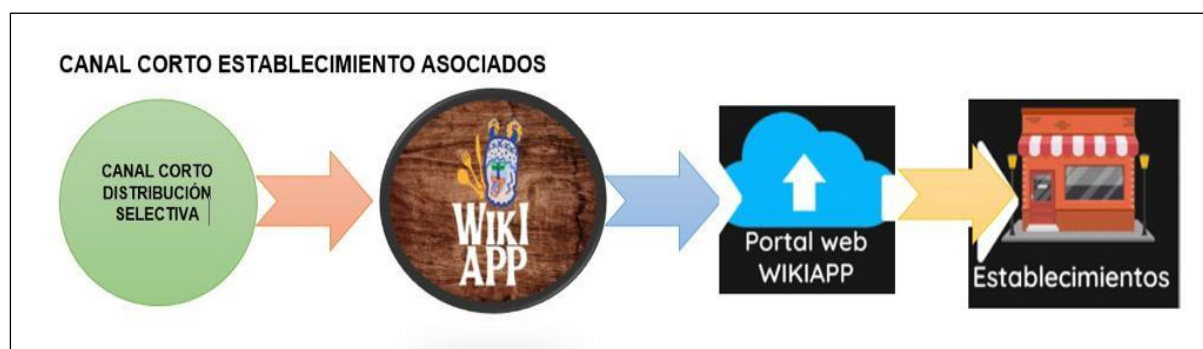 CANAL CORTO ESTABLECIMIENTO ASOCIADOS
CANAL CORTO
DISTRIBUCIÓN
SELECTIVA
WIKI
APP
Portal web
WIKIAPP
Establecimientos